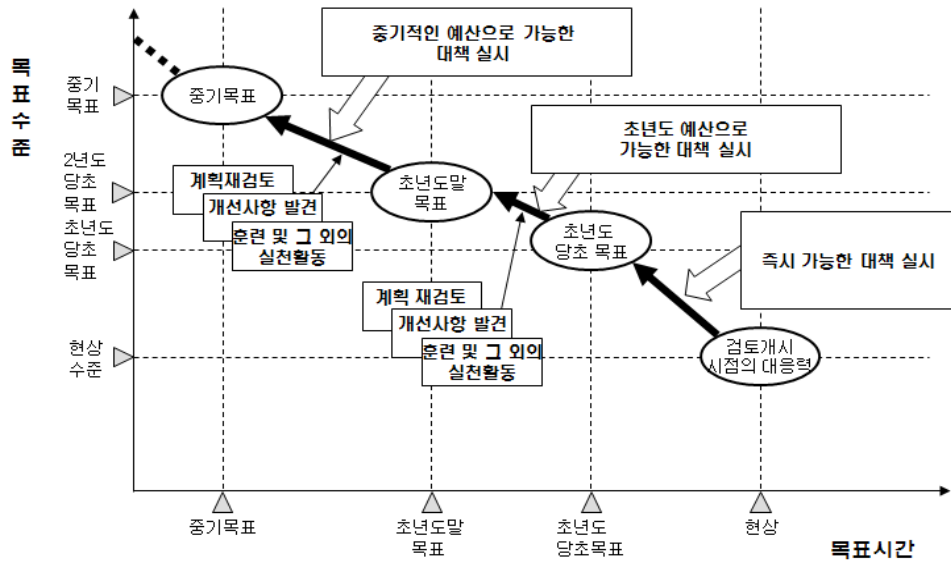 목
표
수
준
중기
목표
2년도
당초
목표
초년도
당초
목표
현상
수준
중기적인 예산으로 가능한
대책 실시
중기목표
초년도 예산으로
가능한 대책 실시
계획재검토
개선사항 발견
훈련 및 그 외의
실천활동
초년도말
목표
초년도
당초 목표
즉시 가능한 대책 실시
계획 재검토
개선사항 발견
훈련 및 그 외의
실천활동
검토개시
시점의 대응력
중기목표
초년도말
목표
초년도
당초목표
현상
목표시간